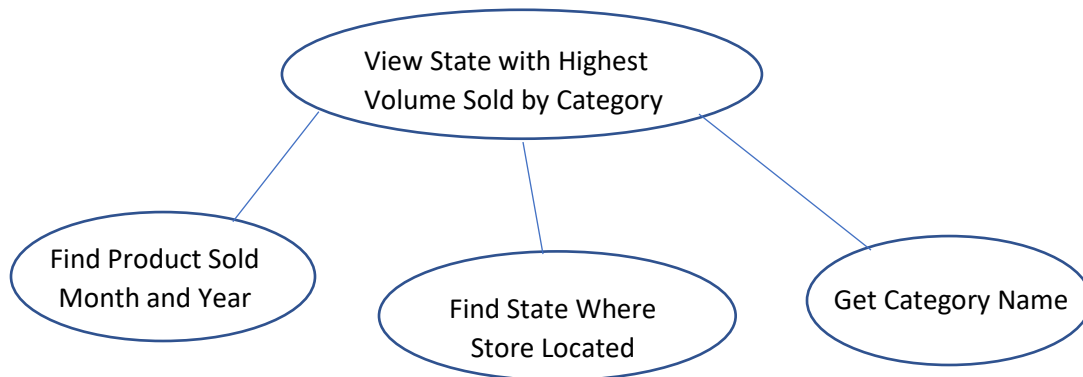 View State with Highest
Volume Sold by Category
Find Product Sold
Month and Year
Find State Where
Store Located
Get Category Name